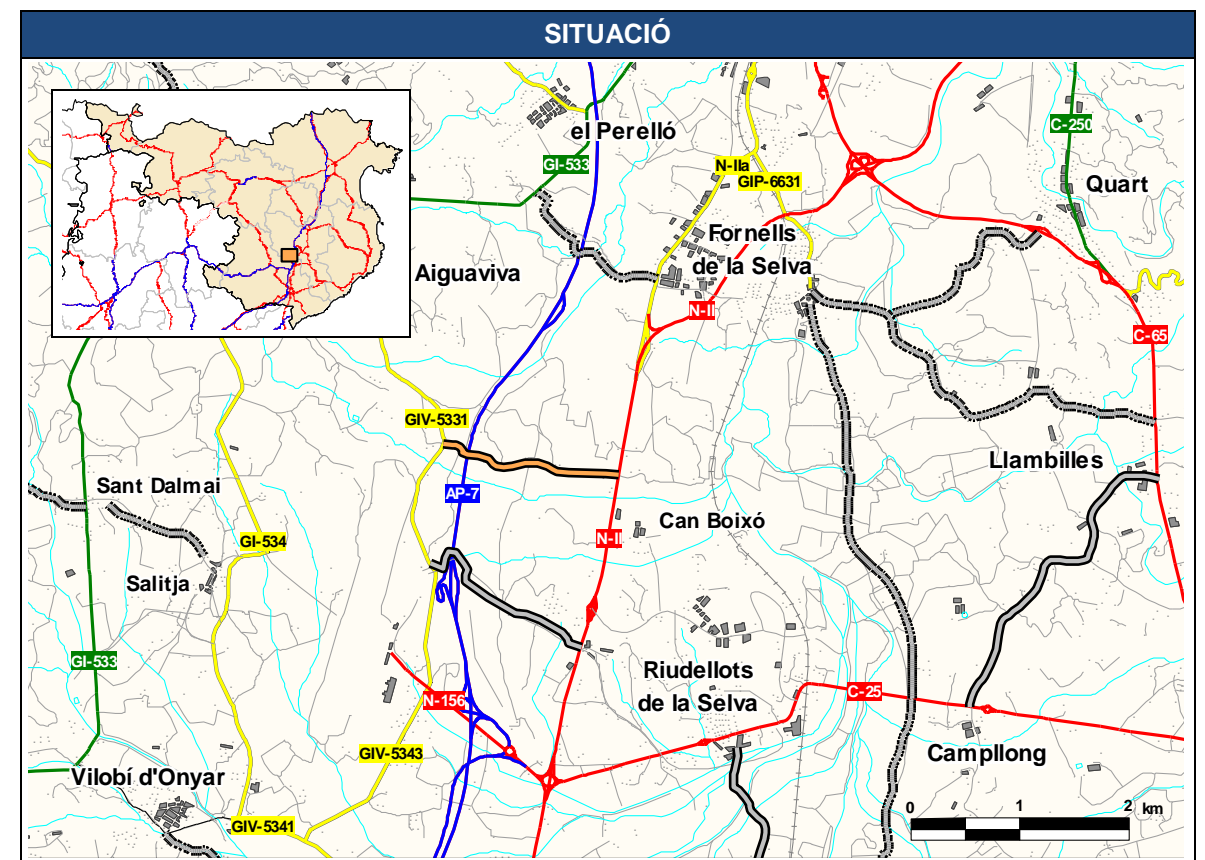 SITUACIÓ
el Perelló
C-250
GI-533
N-IIa
GIP-6631
Quart
Fornells
de la Selva
Aiguaviva
N-II
C-65
GIV-5331
Llambilles
Sant Dalmai
AP-7
Can Boixó
GI-534
N-II
Salitja
GI-533
Riudellots
de la Selva
N-156
C-25
GIV-5343
Campllong
Vilobí d'Onyar
0 1 2 km
GIV-5341